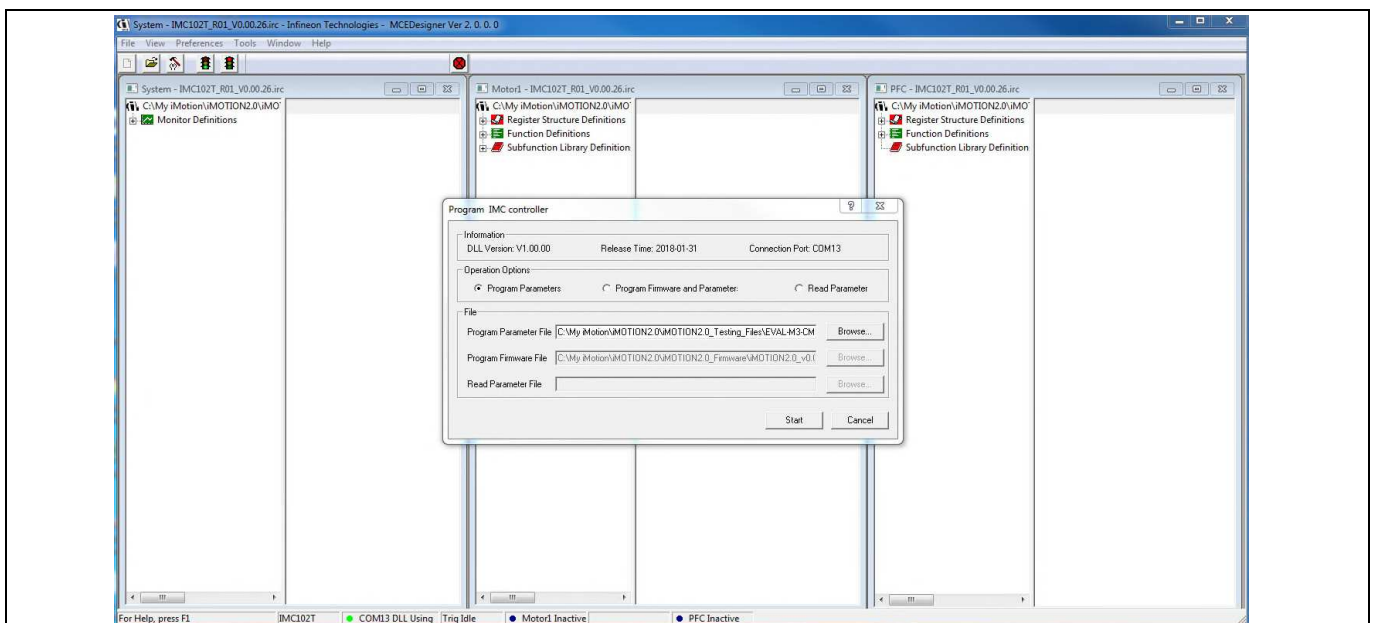 System - IMC102T_R01_V0.00.26.irc - Infineon Technologies - MCEDesigner Ver 2. 0. 0. 0
File View Preferences Tools Window Help
System - IMC102T_R01_V0.00.26.irc
C:\My iMotion\iMOTION2.0\iMO
Monitor Definitions
Motor1 - IMC102T_R01_V0.00.26.irc
C:\My iMotion\iMOTION2.0\iMO
Register Structure Definitions
Function Definitions
Subfunction Library Definition
PFC - IMC102T_R01_V0.00.26.irc
C:\My iMotion\iMOTION2.0\iMO
Register Structure Definitions
Function Definitions
Subfunction Library Definition
Program IMC controller
Information
DLL Version: V1.00.00 Release Time: 2018-01-31 Connection Port: COM13
Operation Options
Program Parameters Program Firmware and Parameter: Read Parameter
File
Program Parameter File C:\My iMotion\iMOTION2.0\iMOTION2.0_Testing_Files\EVAL-M3-CM Browse...
Program Firmware File C:\My iMotion\iMOTION2.0\iMOTION2.0_Firmware\iMOTION2.0_v0.( Browse...
Read Parameter File Browse...
Start Cancel
For Help, press F1 IMC102T COM13 DLL Using Trig Idle Motor1 Inactive PFC Inactive